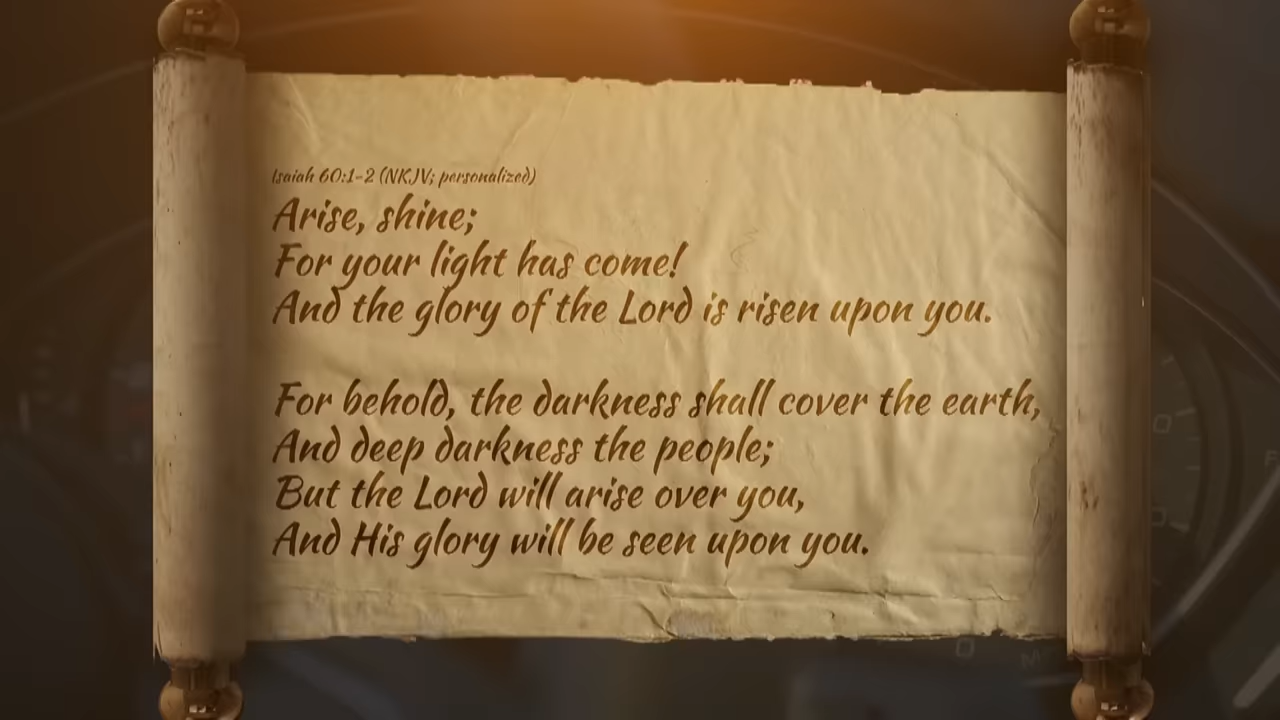 Isaiah 60:1-2 (NKJV; personalized)
Arise, shine;
For your light has come!
And the glory of the Lord is risen upon you.
For behold, the darkness shall cover the earth,
And deep darkness the people;
But the Lord will arise over you,
And His glory will be seen upon you.